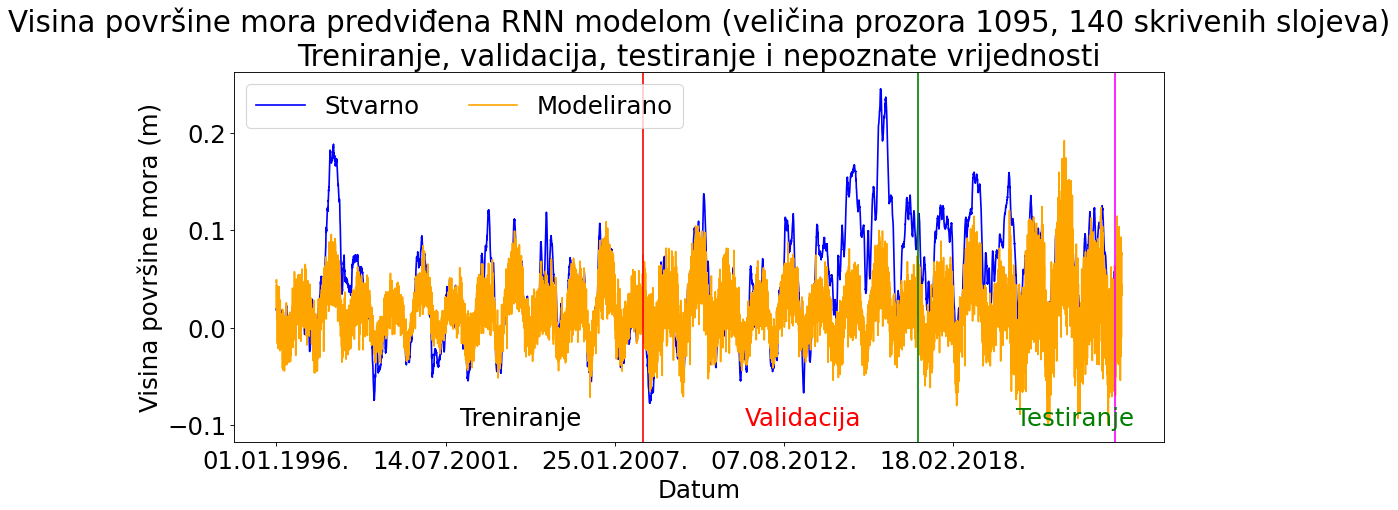 Visina površine mora predviđena RNN modelom (veličina prozora 1095, 140 skrivenih slojeva)
Treniranje, validacija, testiranje i nepoznate vrijednosti
Stvarno Modelirano
Visina površine mora (m)
0.2
0.1
0.0
−0.1
Treniranje Validacija Testiranje
01.01.1996. 14.07.2001. 25.01.2007. 07.08.2012. 18.02.2018.
Datum